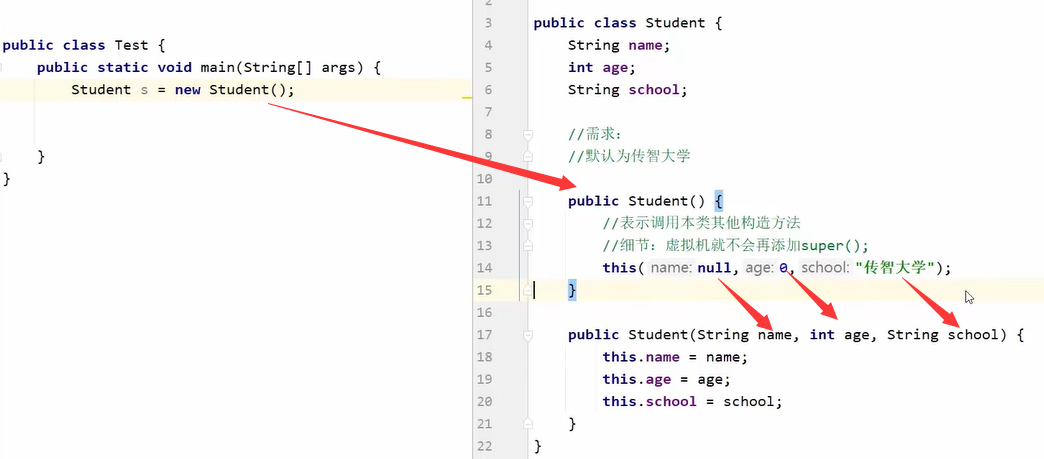 public class Test {
    public static void main(String[] args) {
        Student s = new Student();
    }
}
2
3 public class Student {
4     String name;
5     int age;
6     String school;
7
8     //需求：
9     //默认为传智大学
10
11     public Student() {
12         //表示调用本类其他构造方法
13         //细节：虚拟机就不会再添加super();
14         this( name: null, age: 0, school: "传智大学");
15     }
16
17     public Student(String name, int age, String school) {
18         this.name = name;
19         this.age = age;
20         this.school = school;
21     }
22 }